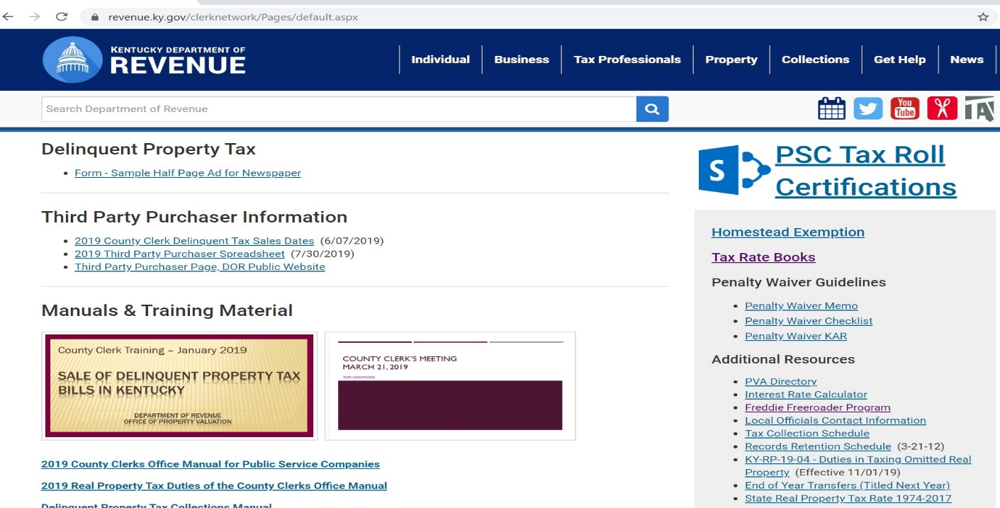 revenue.ky.gov/clerknetwork/Pages/default.aspx
KENTUCKY DEPARTMENT OF
REVENUE
Individual
Business
Tax Professionals
Property
Collections
Get Help
News
Search Department of Revenue
You
Tube
TA
Delinquent Property Tax
Form - Sample Half Page Ad for Newspaper
Third Party Purchaser Information
2019 County Clerk Delinquent Tax Sales Dates (6/07/2019)
2019 Third Party Purchaser Spreadsheet (7/30/2019)
Third Party Purchaser Page, DOR Public Website
Manuals & Training Material
County Clerk Training – January 2019
SALE OF DELINQUENT PROPERTY TAX
BILLS IN KENTUCKY
DEPARTMENT OF REVENUE
OFFICE OF PROPERTY VALUATION
COUNTY CLERK'S MEETING
MARCH 21, 2019
TOM CRAWFORD
2019 County Clerks Office Manual for Public Service Companies
2019 Real Property Tax Duties of the County Clerks Office Manual
Delinquent Property Tax Collections Manual
S
PSC Tax Roll
Certifications
Homestead Exemption
Tax Rate Books
Penalty Waiver Guidelines
Penalty Waiver Memo
Penalty Waiver Checklist
Penalty Waiver KAR
Additional Resources
PVA Directory
Interest Rate Calculator
Freddie Freeroader Program
Local Officials Contact Information
Tax Collection Schedule
Records Retention Schedule (3-21-12)
KY-RP-19-04 - Duties in Taxing Omitted Real
Property (Effective 11/01/19)
End of Year Transfers (Titled Next Year)
State Real Property Tax Rate 1974-2017